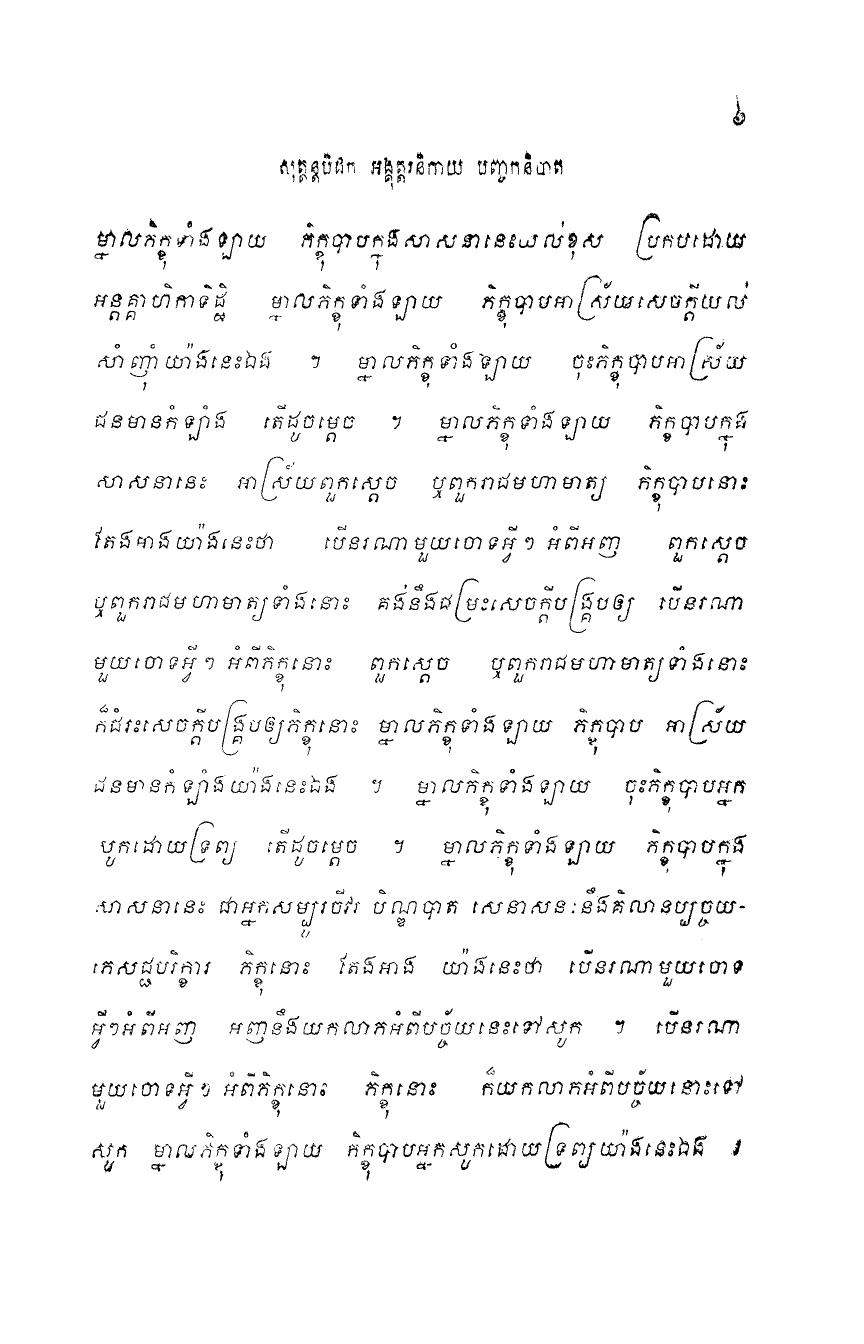 ៦
សុត្តន្តបិដក អង្គុត្តរនិកាយ បញ្ចកនិបាត
ម្នាលភិក្ខុទាំងឡាយ ភិក្ខុបាបក្នុងសាសនានេះយល់ខុស ប្រកបដោយ
អន្តគ្គាហិកាទិដ្ឋិ ម្នាលភិក្ខុទាំងឡាយ ភិក្ខុបាបអាស្រ័យសេចក្តីយល់
សាំញ៉ាំយ៉ាងនេះឯង ។ ម្នាលភិក្ខុទាំងឡាយ ចុះភិក្ខុបាបអាស្រ័យ
ជនមានកំឡាំង តើដូចម្តេច ។ ម្នាលភិក្ខុទាំងឡាយ ភិក្ខុបាបក្នុង
សាសនានេះ អាស្រ័យពួកស្តេច ឬពួករាជមហាមាត្យ ភិក្ខុបាបនោះ
តែងអាងយ៉ាងនេះថា បើនរណាមួយចោទអ្វីៗ អំពីអញ ពួកស្តេច
ឬពួករាជមហាមាត្យទាំងនោះ គង់នឹងជម្រះសេចក្តីបង្គ្របឲ្យ បើនរណា
មួយចោទអ្វីៗ អំពីភិក្ខុនោះ ពួកស្តេច ឬពួករាជមហាមាត្យទាំងនោះ
ក៏ជំរះសេចក្តីបង្គ្របឲ្យភិក្ខុនោះ ម្នាលភិក្ខុទាំងឡាយ ភិក្ខុបាប អាស្រ័យ
ជនមានកំឡាំងយ៉ាងនេះឯង ។ ម្នាលភិក្ខុទាំងឡាយ ចុះភិក្ខុបាបអ្នក
សូកដោយទ្រព្យ តើដូចម្តេច ។ ម្នាលភិក្ខុទាំងឡាយ ភិក្ខុបាបក្នុង
សាសនានេះ ជាអ្នកសម្បូរចីវរ បិណ្ឌបាត សេនាសនៈនឹងគិលានប្បច្ចយ-
ភេសជ្ជបរិក្ខារ ភិក្ខុនោះ តែងអាង យ៉ាងនេះថា បើនរណាមួយចោទ
អ្វីៗអំពីអញ អញនឹងយកលាភអំពីបច្ច័យនេះទៅសូក ។ បើនរណា
មួយចោទអ្វីៗ អំពីភិក្ខុនោះ ភិក្ខុនោះ ក៏យកលាភអំពីបច្ច័យនោះទៅ
សូក ម្នាលភិក្ខុទាំងឡាយ ភិក្ខុបាបអ្នកសូកដោយទ្រព្យយ៉ាងនេះឯង ។